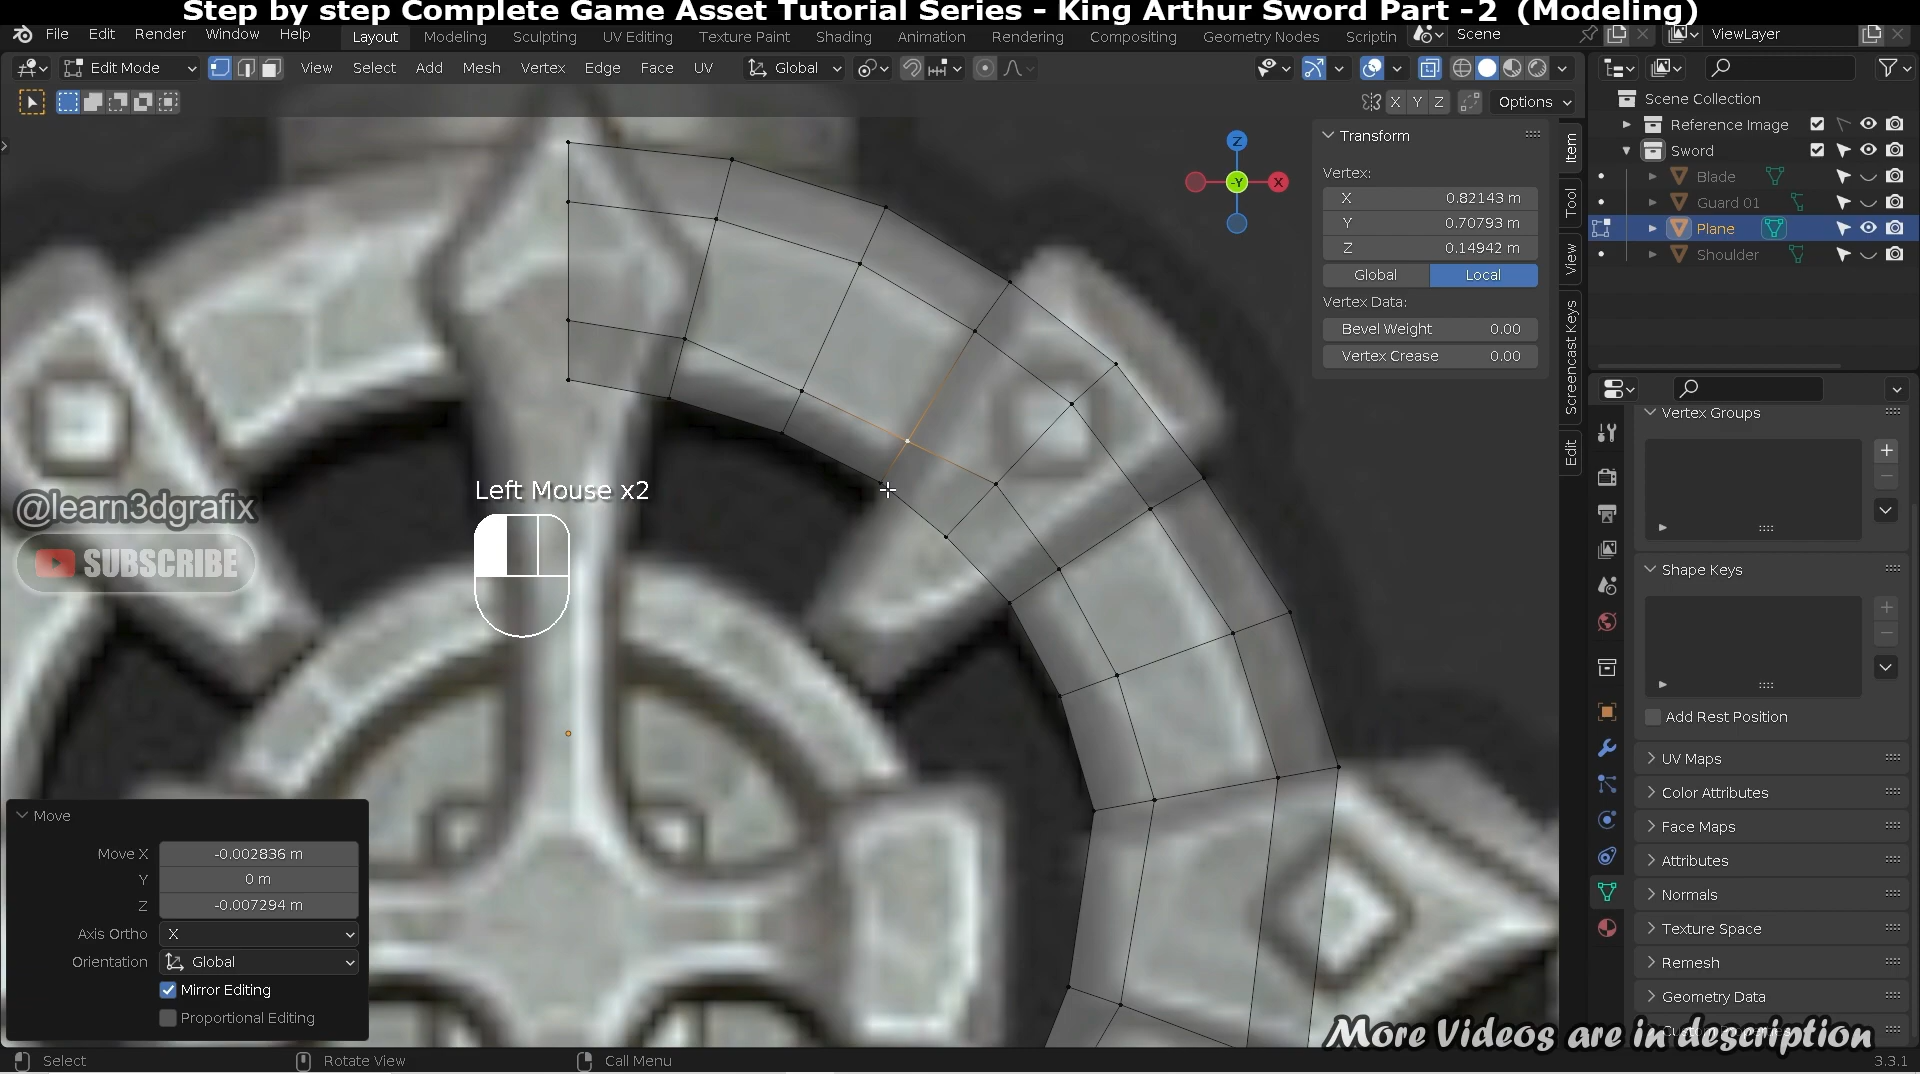 Step by step Complete Game Asset Tutorial Series - King Arthur Sword Part -2 (Modeling)
File Edit Render Window Help Layout Modeling Sculpting UV Editing Texture Paint Shading Animation Rendering Compositing Geometry Nodes Scriptin Scene ViewLayer
Edit Mode View Select Add Mesh Vertex Edge Face UV Global
X Y Z Options
Scene Collection
Reference Image
Sword
Blade
Guard 01
Plane
Shoulder
Z
-Y
X
Transform
Vertex:
X 0.82143 m
Y 0.70793 m
Z 0.14942 m
Global Local
Vertex Data:
Bevel Weight 0.00
Vertex Crease 0.00
Item
Tool
View
Screencast Keys
Edit
Left Mouse x2
@learn3dgrafix
SUBSCRIBE
Vertex Groups
Shape Keys
Add Rest Position
UV Maps
Color Attributes
Face Maps
Attributes
Normals
Texture Space
Remesh
Geometry Data
Move
Move X -0.002836 m
Y 0 m
Z -0.007294 m
Axis Ortho X
Orientation Global
Mirror Editing
Proportional Editing
More Videos are in description
Select Rotate View Call Menu 3.3.1